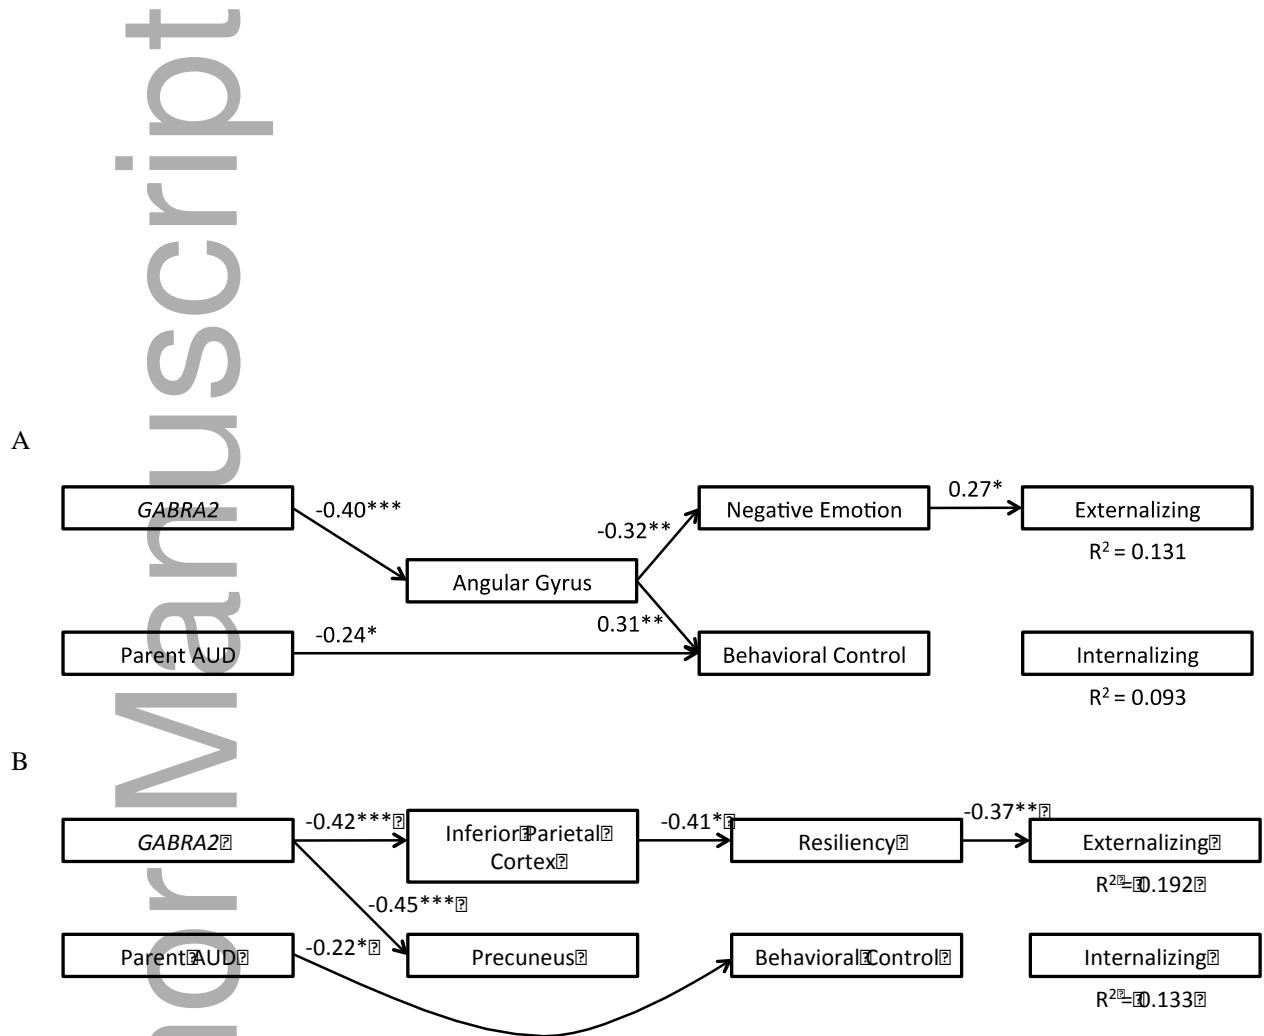 Manuscript
A
GABRA2
-0.40***
-0.32**
Negative Emotion
0.27*
Externalizing
R² = 0.131
Angular Gyrus
Parent AUD
-0.24*
0.31**
Behavioral Control
Internalizing
R² = 0.093
B
GABRA2
-0.42***
Inferior Parietal
Cortex
-0.41*
Resiliency
-0.37**
Externalizing
R² = 0.192
-0.45***
Parent AUD
-0.22*
Precuneus
Behavioral Control
Internalizing
R² = 0.133